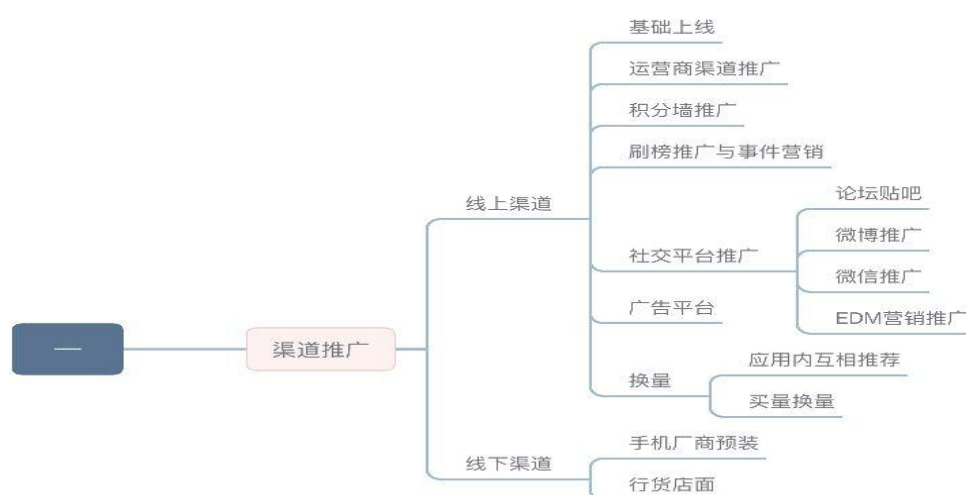 一
渠道推广
线上渠道
基础上线
运营商渠道推广
积分墙推广
刷榜推广与事件营销
社交平台推广
论坛贴吧
微博推广
微信推广
EDM营销推广
广告平台
换量
应用内互相推荐
买量换量
线下渠道
手机厂商预装
行货店面